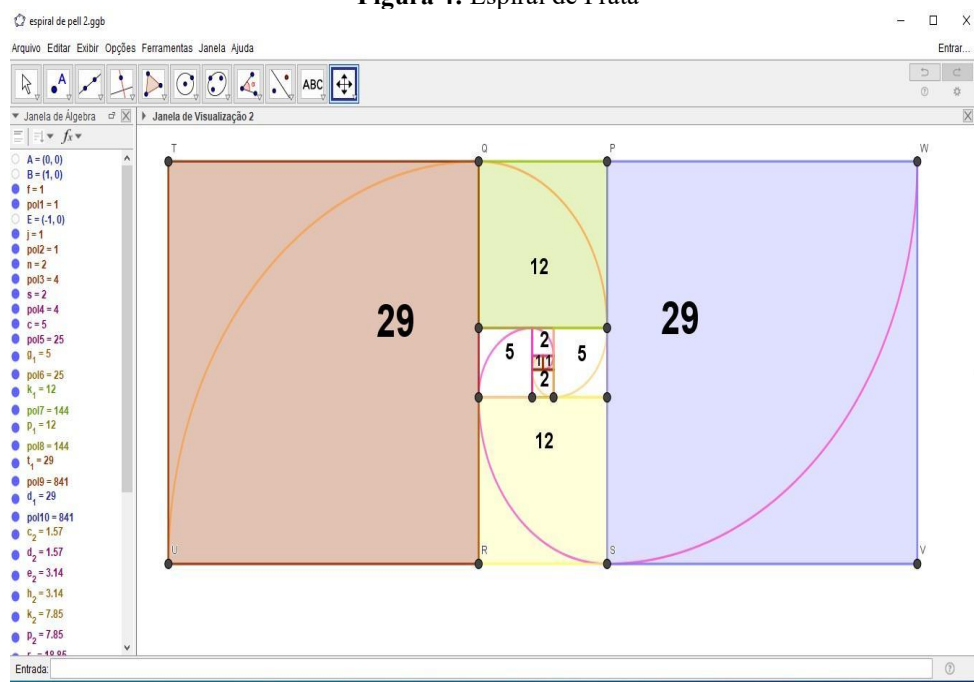 Figura 4: Espiral de Prata
espiral de pell 2.ggb
Arquivo Editar Exibir Opções Ferramentas Janela Ajuda
Entrar...
A
ABC
Janela de Álgebra
Janela de Visualização 2
fx
A = (0, 0)
B = (1, 0)
f = 1
pol1 = 1
E = (-1, 0)
j = 1
pol2 = 1
n = 2
pol3 = 4
s = 2
pol4 = 4
c = 5
pol5 = 25
g1 = 5
pol6 = 25
k1 = 12
pol7 = 144
p1 = 12
pol8 = 144
t1 = 29
pol9 = 841
d1 = 29
pol10 = 841
c2 = 1.57
d2 = 1.57
e2 = 3.14
h2 = 3.14
k2 = 7.85
p2 = 7.85
T Q P W
12
29 29
5 2 5
1 1
2
12
U R S V
Entrada: